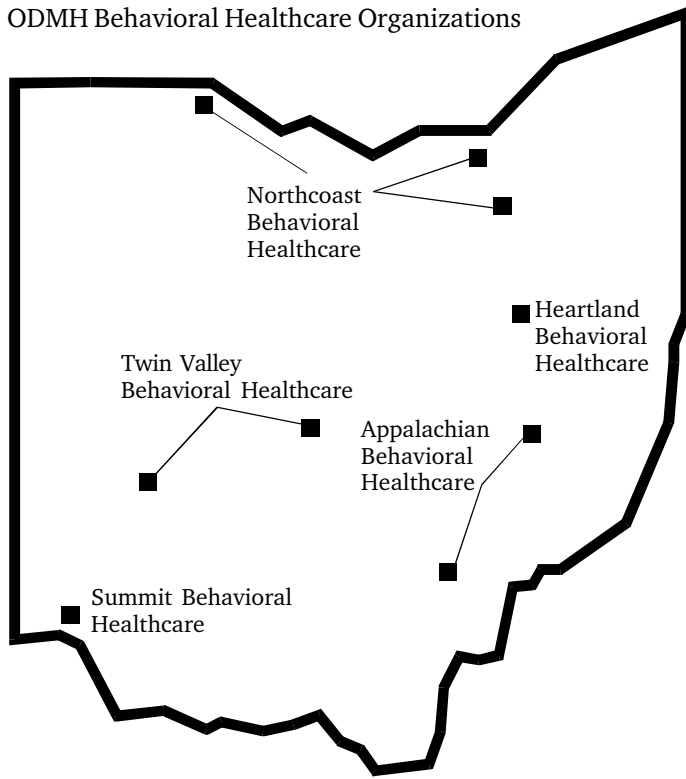 ODMH Behavioral Healthcare Organizations
Northcoast
Behavioral
Healthcare
Heartland
Behavioral
Healthcare
Twin Valley
Behavioral Healthcare
Appalachian
Behavioral
Healthcare
Summit Behavioral
Healthcare